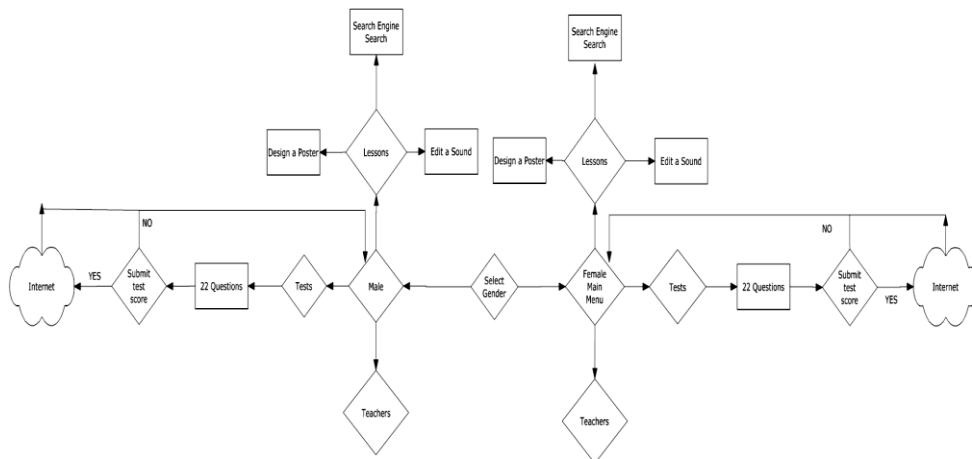 Search Engine
Search
Search Engine
Search
Design a Poster
Lessons
Edit a Sound
Design a Poster
Lessons
Edit a Sound
NO
NO
Internet
YES
Submit
test
score
22 Questions
Tests
Male
Select
Gender
Female
Main
Menu
Tests
22 Questions
Submit
test
score
YES
Internet
Teachers
Teachers